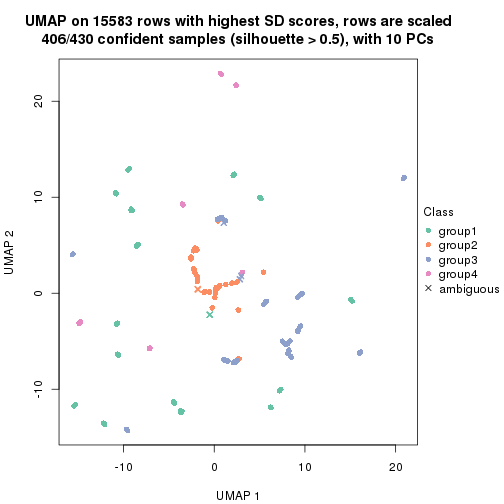 UMAP on 15583 rows with highest SD scores, rows are scaled
406/430 confident samples (silhouette > 0.5), with 10 PCs
20
10
0
-10
UMAP 2
-10
0
10
20
UMAP 1
Class
group1
group2
group3
group4
ambiguous